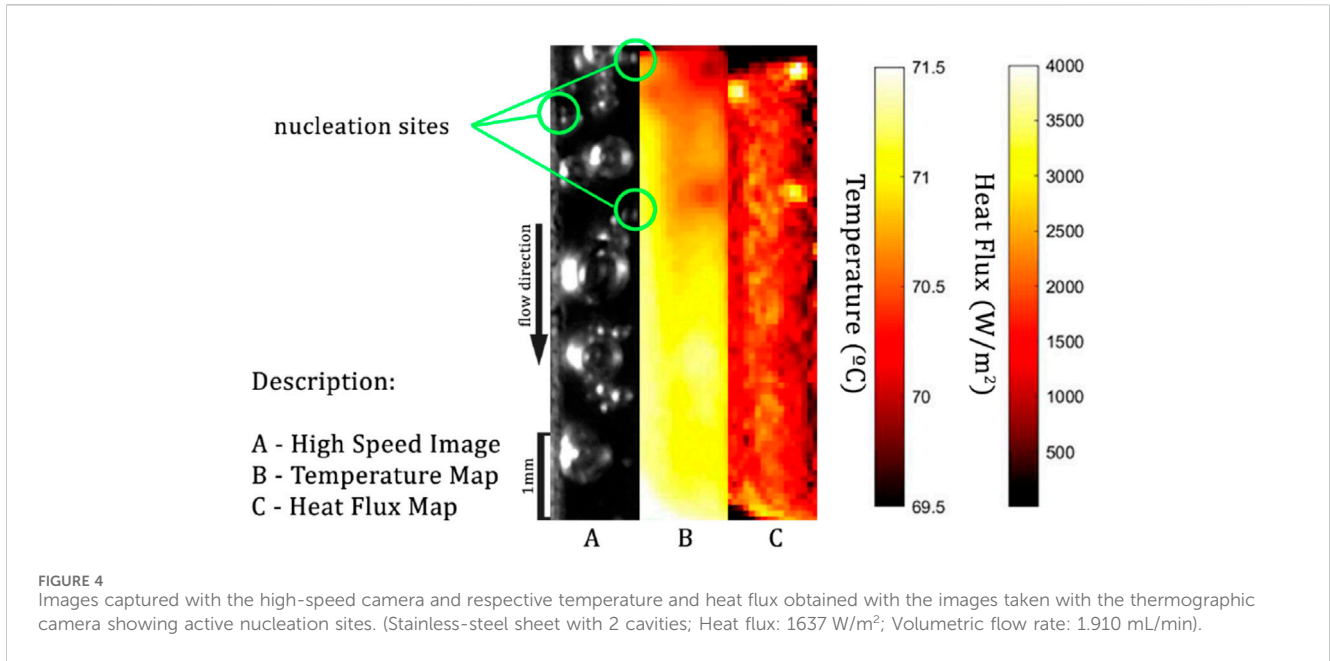 nucleation sites
flow direction
Description:
A - High Speed Image
B - Temperature Map
C - Heat Flux Map
1mm
A
B
C
Temperature (ºC)
71.5
71
70.5
70
69.5
Heat Flux (W/m²)
4000
3500
3000
2500
2000
1500
1000
500
FIGURE 4
Images captured with the high-speed camera and respective temperature and heat flux obtained with the images taken with the thermographic
camera showing active nucleation sites. (Stainless-steel sheet with 2 cavities; Heat flux: 1637 W/m²; Volumetric flow rate: 1.910 mL/min).